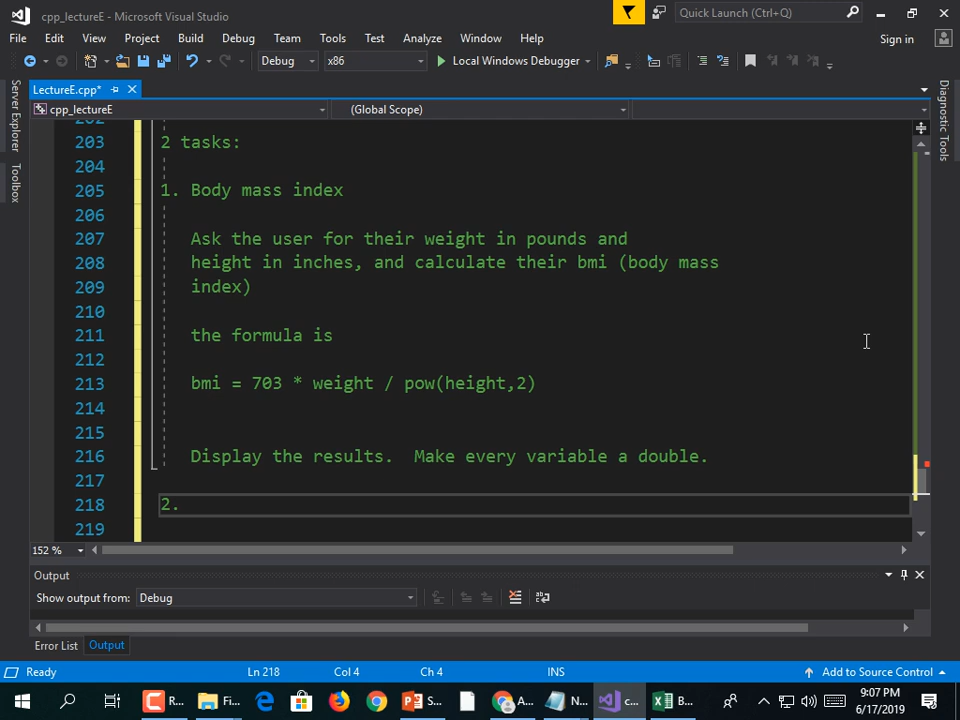 cpp_lectureE - Microsoft Visual Studio
Quick Launch (Ctrl+Q)
File Edit View Project Build Debug Team Tools Test Analyze Window Help
Sign in
Debug x86 Local Windows Debugger
LectureE.cpp*
cpp_lectureE (Global Scope)
Server Explorer
Toolbox
Diagnostic Tools
202
203 2 tasks:
204
205 1. Body mass index
206
207 Ask the user for their weight in pounds and
208 height in inches, and calculate their bmi (body mass
209 index)
210
211 the formula is
212
213 bmi = 703 * weight / pow(height,2)
214
215
216 Display the results.  Make every variable a double.
217
218 2.
219
152 %
Output
Show output from: Debug
Error List Output
Ready Ln 218 Col 4 Ch 4 INS Add to Source Control
R... Fi... S... A... N... c... B...
9:07 PM
6/17/2019